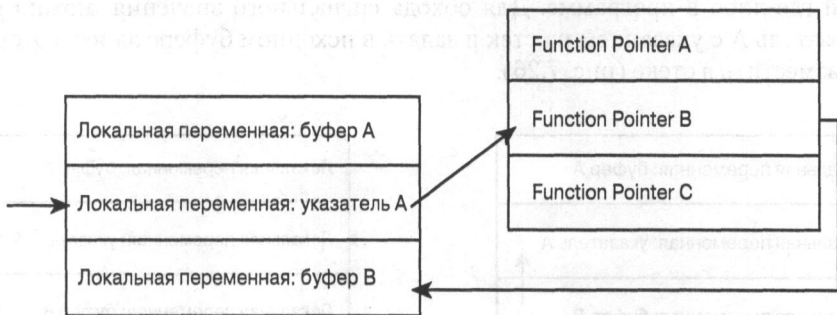 Function Pointer A
Function Pointer B
Function Pointer C
Локальная переменная: буфер A
Локальная переменная: указатель A
Локальная переменная: буфер B